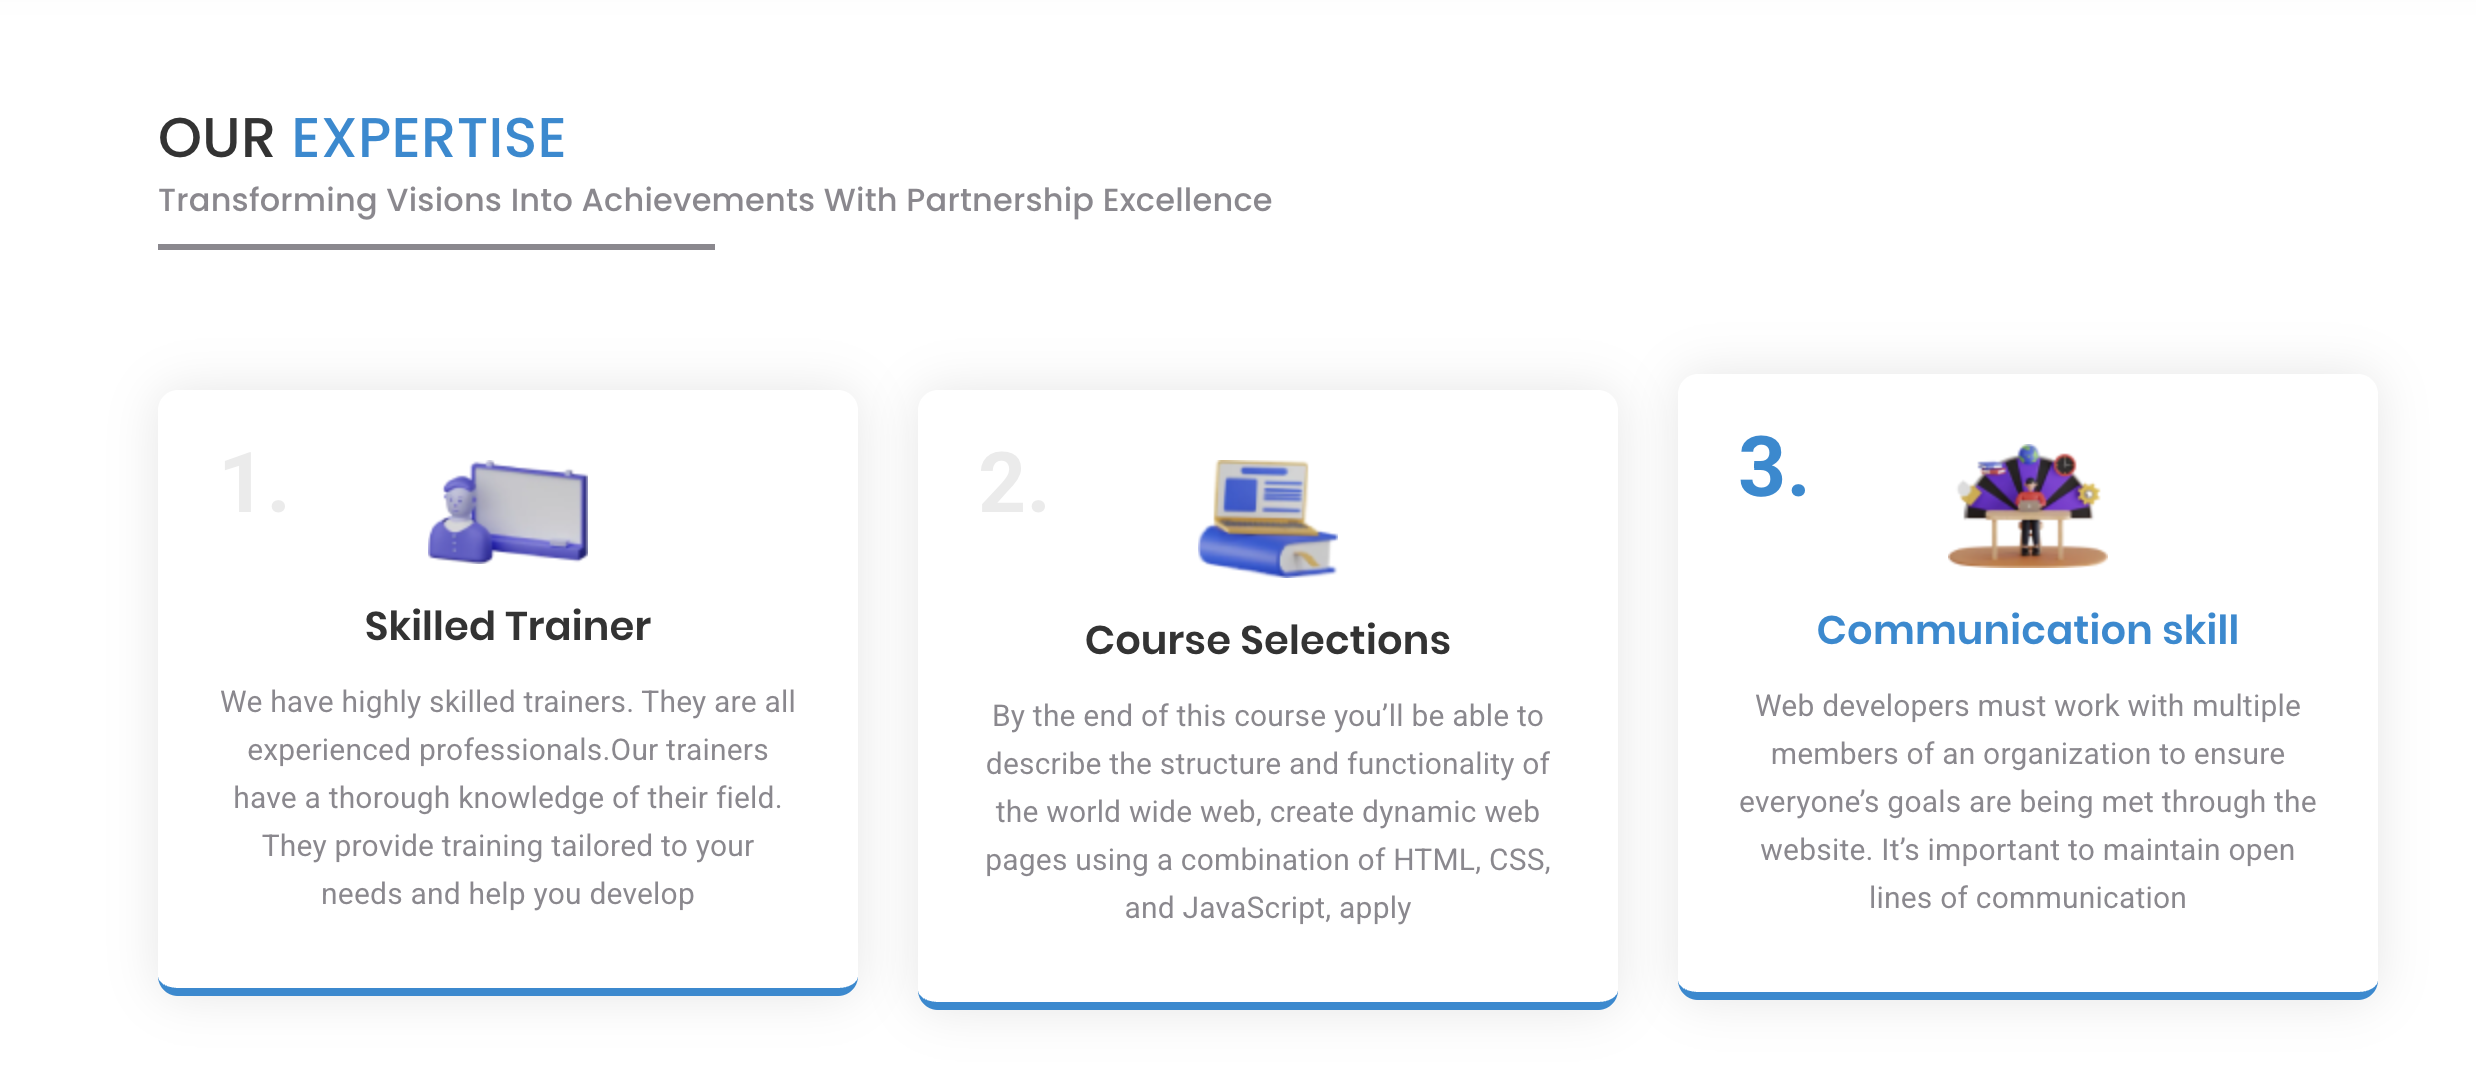 OUR EXPERTISE
Transforming Visions Into Achievements With Partnership Excellence
1.
Skilled Trainer
We have highly skilled trainers. They are all
experienced professionals.Our trainers
have a thorough knowledge of their field.
They provide training tailored to your
needs and help you develop
2.
Course Selections
By the end of this course you’ll be able to
describe the structure and functionality of
the world wide web, create dynamic web
pages using a combination of HTML, CSS,
and JavaScript, apply
3.
Communication skill
Web developers must work with multiple
members of an organization to ensure
everyone’s goals are being met through the
website. It’s important to maintain open
lines of communication